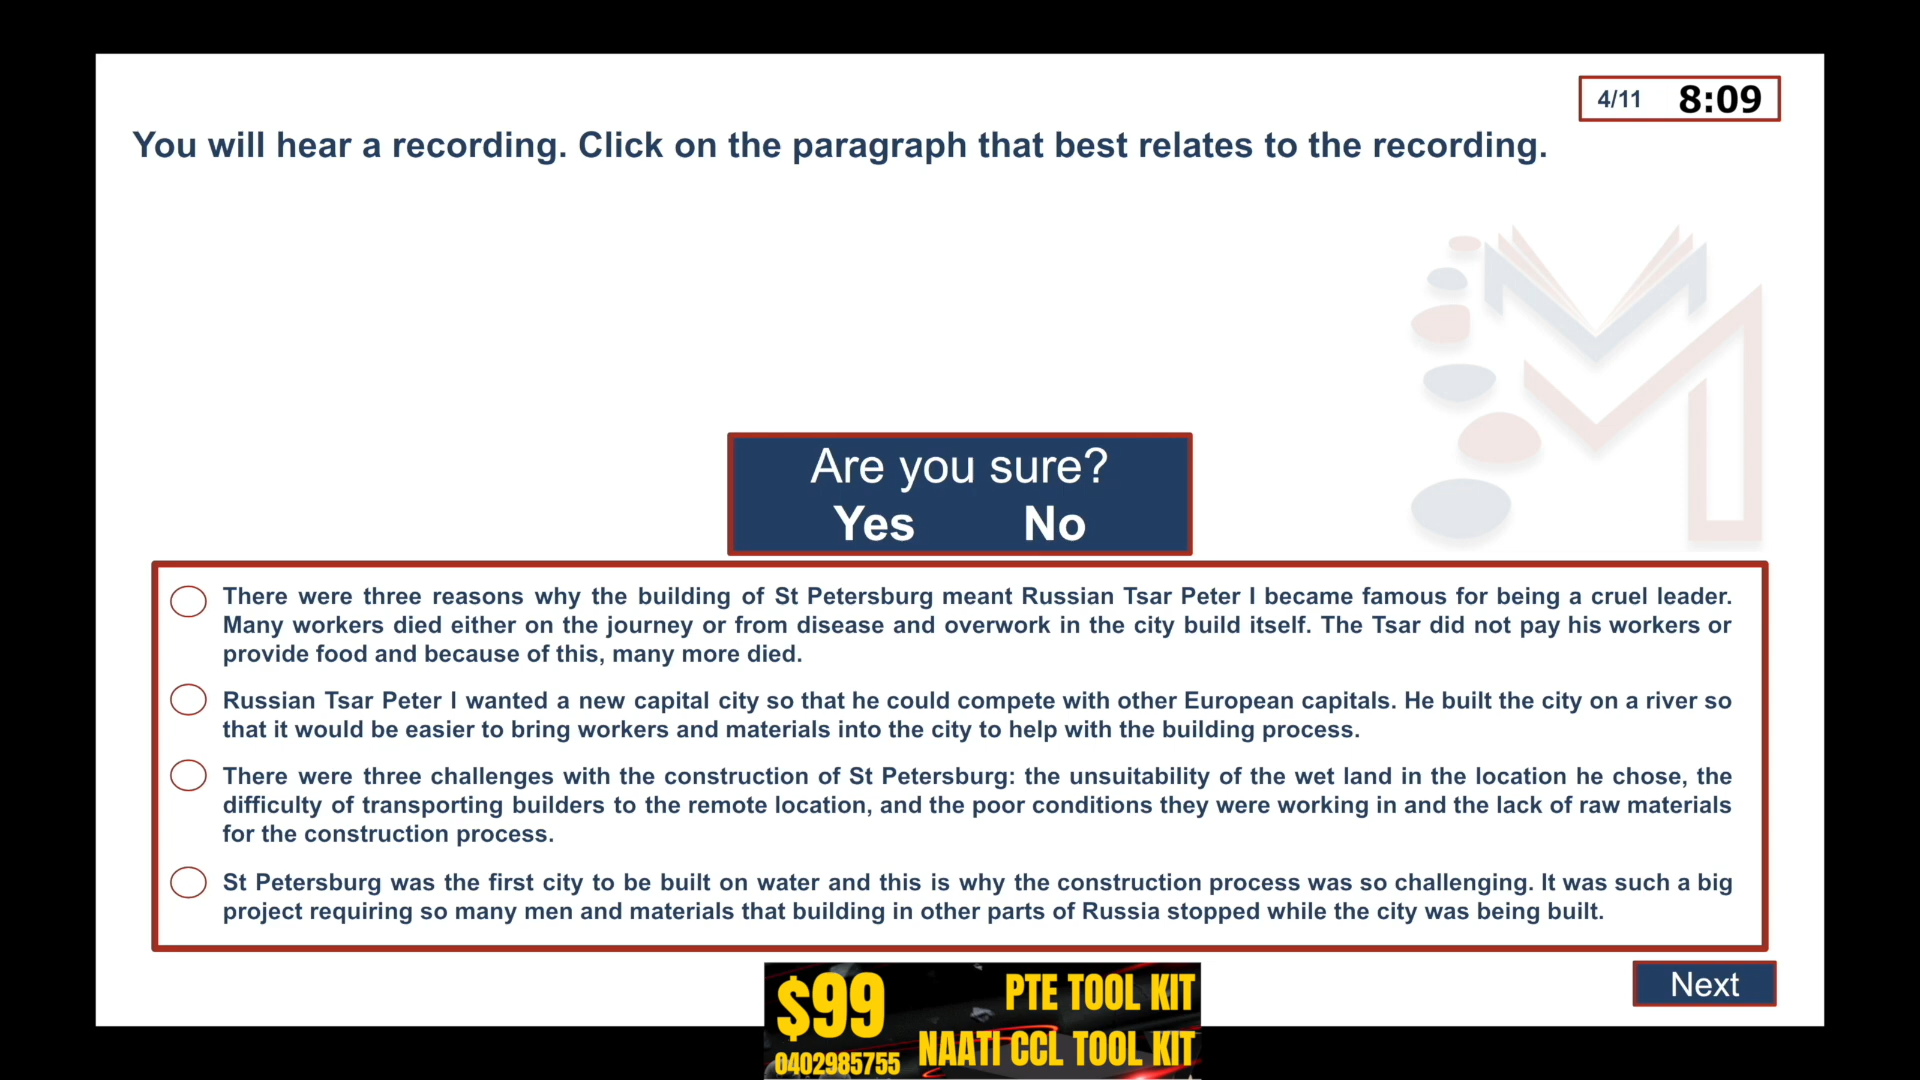 4/11 8:09
You will hear a recording. Click on the paragraph that best relates to the recording.
Are you sure?
Yes No
There were three reasons why the building of St Petersburg meant Russian Tsar Peter I became famous for being a cruel leader.
Many workers died either on the journey or from disease and overwork in the city build itself. The Tsar did not pay his workers or
provide food and because of this, many more died.
Russian Tsar Peter I wanted a new capital city so that he could compete with other European capitals. He built the city on a river so
that it would be easier to bring workers and materials into the city to help with the building process.
There were three challenges with the construction of St Petersburg: the unsuitability of the wet land in the location he chose, the
difficulty of transporting builders to the remote location, and the poor conditions they were working in and the lack of raw materials
for the construction process.
St Petersburg was the first city to be built on water and this is why the construction process was so challenging. It was such a big
project requiring so many men and materials that building in other parts of Russia stopped while the city was being built.
Next
$99 PTE TOOL KIT
0402985755 NAATI CCL TOOL KIT